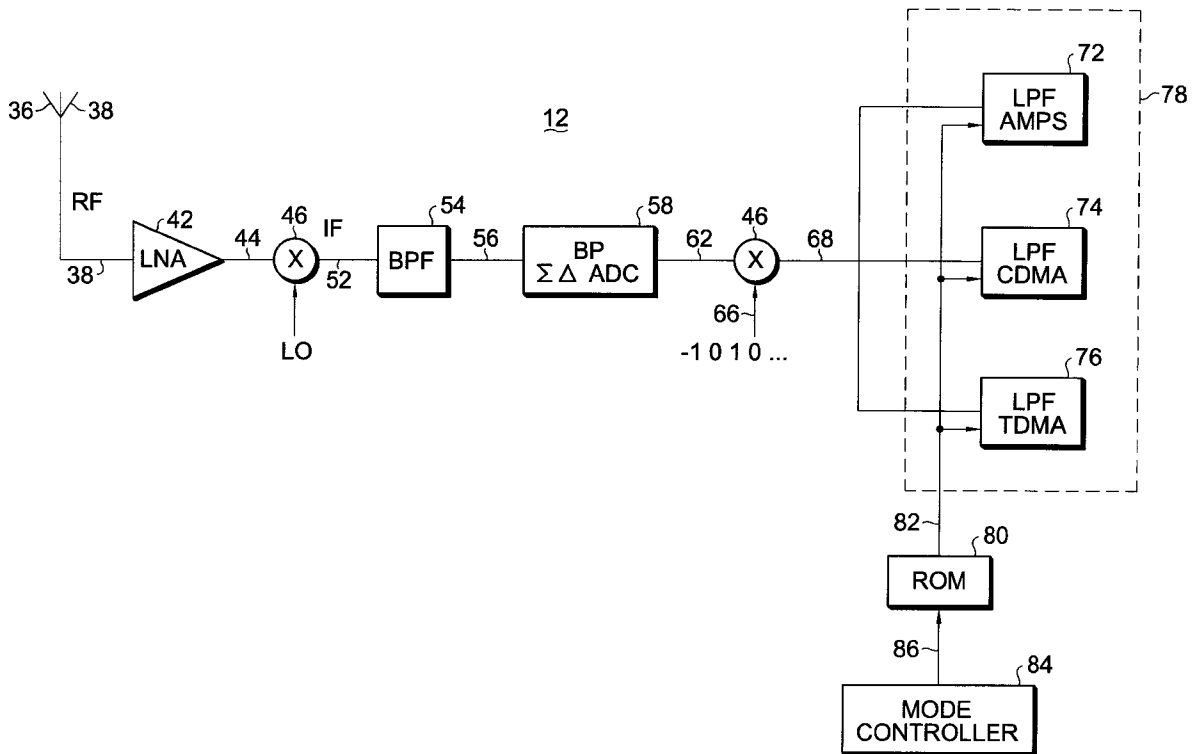 36
38
12
RF
42
LNA
38
44
46
X
LO
IF
52
54
BPF
56
58
BP
Σ Δ ADC
62
46
X
66
-1 0 1 0 ...
68
72
LPF
AMPS
78
74
LPF
CDMA
76
LPF
TDMA
82
80
ROM
86
84
MODE
CONTROLLER